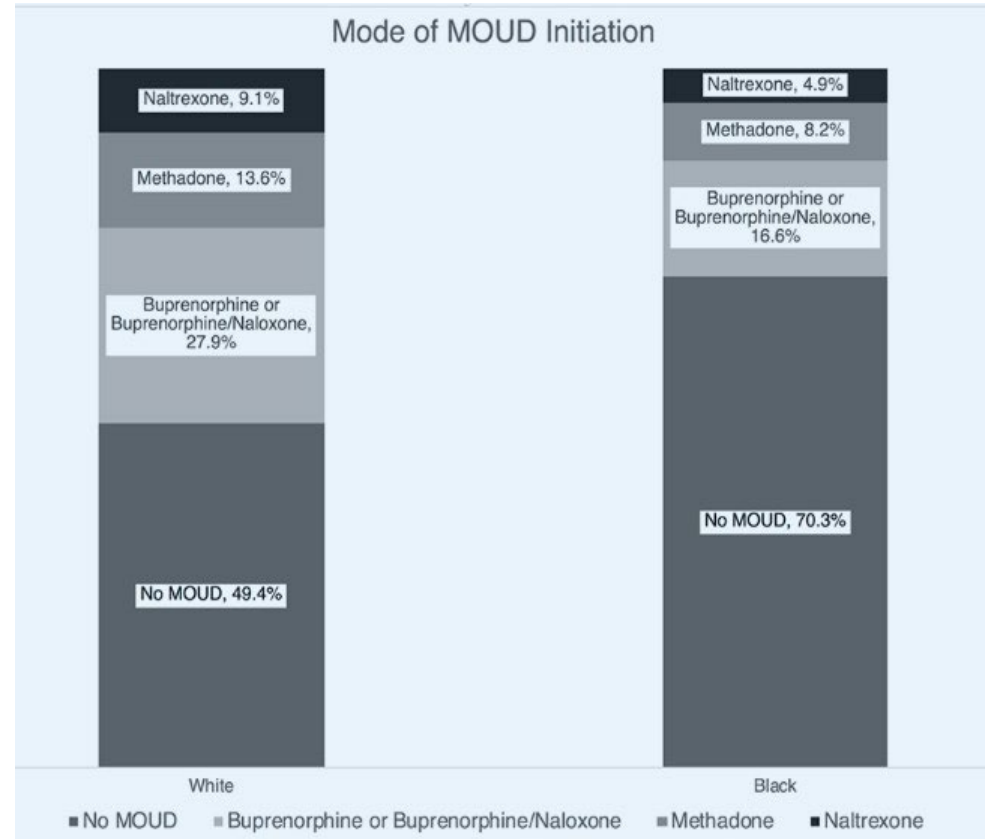 Mode of MOUD Initiation
Naltrexone, 9.1%
Methadone, 13.6%
Buprenorphine or
Buprenorphine/Naloxone,
27.9%
No MOUD, 49.4%
Naltrexone, 4.9%
Methadone, 8.2%
Buprenorphine or
Buprenorphine/Naloxone,
16.6%
No MOUD, 70.3%
White
Black
No MOUD
Buprenorphine or Buprenorphine/Naloxone
Methadone
Naltrexone